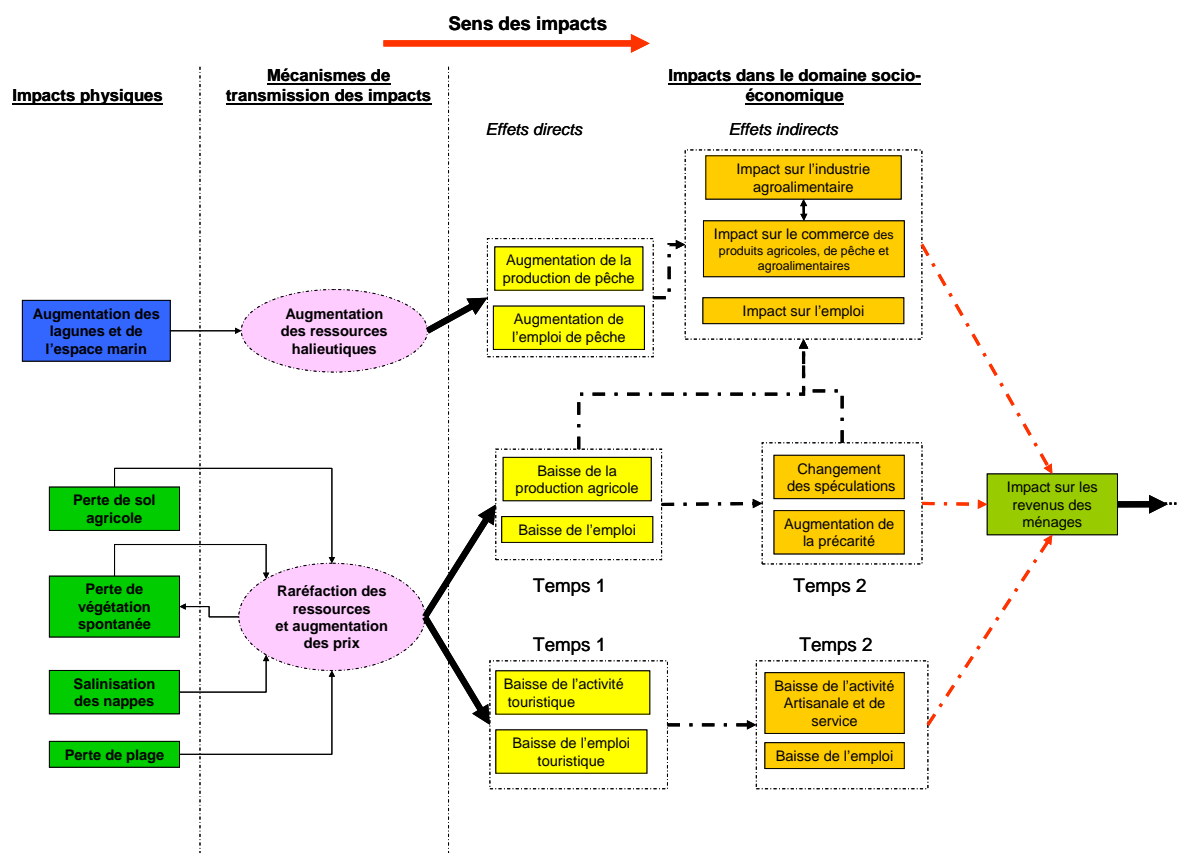 Sens des impacts
Impacts physiques
Mécanismes de
transmission des impacts
Impacts dans le domaine socio-
économique
Effets directs
Effets indirects
Impact sur l'industrie
agroalimentaire
Impact sur le commerce des
produits agricoles, de pêche et
agroalimentaires
Impact sur l'emploi
Augmentation de la
production de pêche
Augmentation de
l'emploi de pêche
Augmentation des
lagunes et de
l'espace marin
Augmentation
des ressources
halieutiques
Perte de sol
agricole
Perte de
végétation
spontanée
Salinisation
des nappes
Perte de plage
Raréfaction des
ressources
et augmentation
des prix
Baisse de la
production agricole
Baisse de l'emploi
Temps 1
Changement
des spéculations
Augmentation de
la précarité
Temps 2
Impact sur les
revenus des
ménages
Temps 1
Baisse de l'activité
touristique
Baisse de l'emploi
touristique
Temps 2
Baisse de l'activité
Artisanale et de
service
Baisse de l'emploi